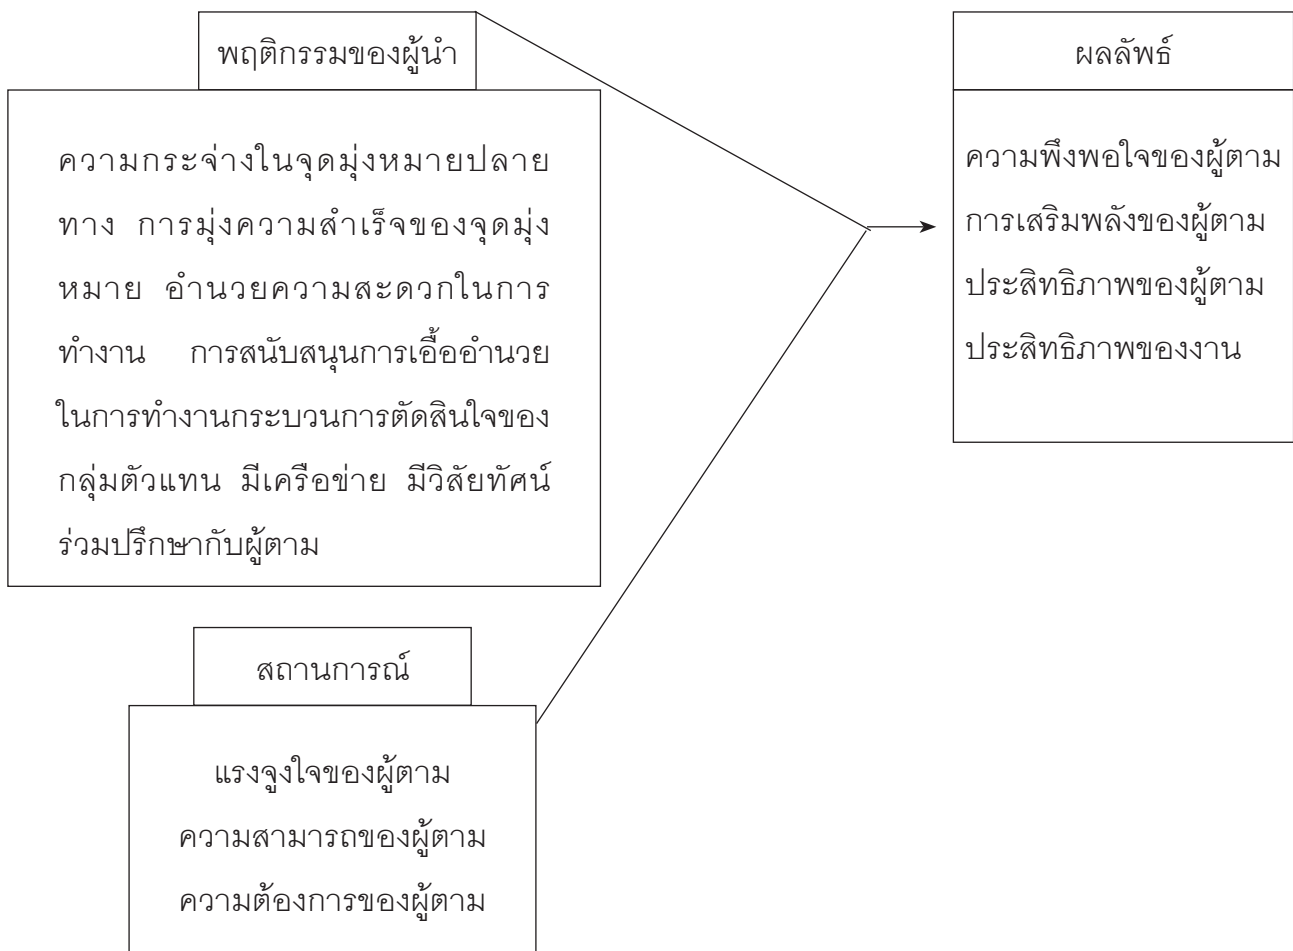 พฤติกรรมของผู้นำ
ความกระจ่างในจุดมุ่งหมายปลาย
ทาง การมุ่งความสำเร็จของจุดมุ่ง
หมาย อำนวยความสะดวกในการ
ทำงาน การสนับสนุนการเอื้ออำนวย
ในการทำงานกระบวนการตัดสินใจของ
กลุ่มตัวแทน มีเครือข่าย มีวิสัยทัศน์
ร่วมปรึกษากับผู้ตาม
สถานการณ์
แรงจูงใจของผู้ตาม
ความสามารถของผู้ตาม
ความต้องการของผู้ตาม
ผลลัพธ์
ความพึงพอใจของผู้ตาม
การเสริมพลังของผู้ตาม
ประสิทธิภาพของผู้ตาม
ประสิทธิภาพของงาน